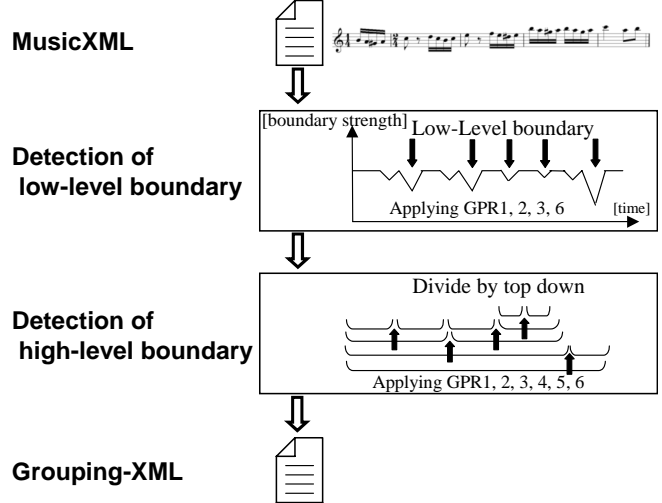 MusicXML
[boundary strength]
Low-Level boundary
Detection of
low-level boundary
Applying GPR1, 2, 3, 6
[time]
Divide by top down
Detection of
high-level boundary
Applying GPR1, 2, 3, 4, 5, 6
Grouping-XML